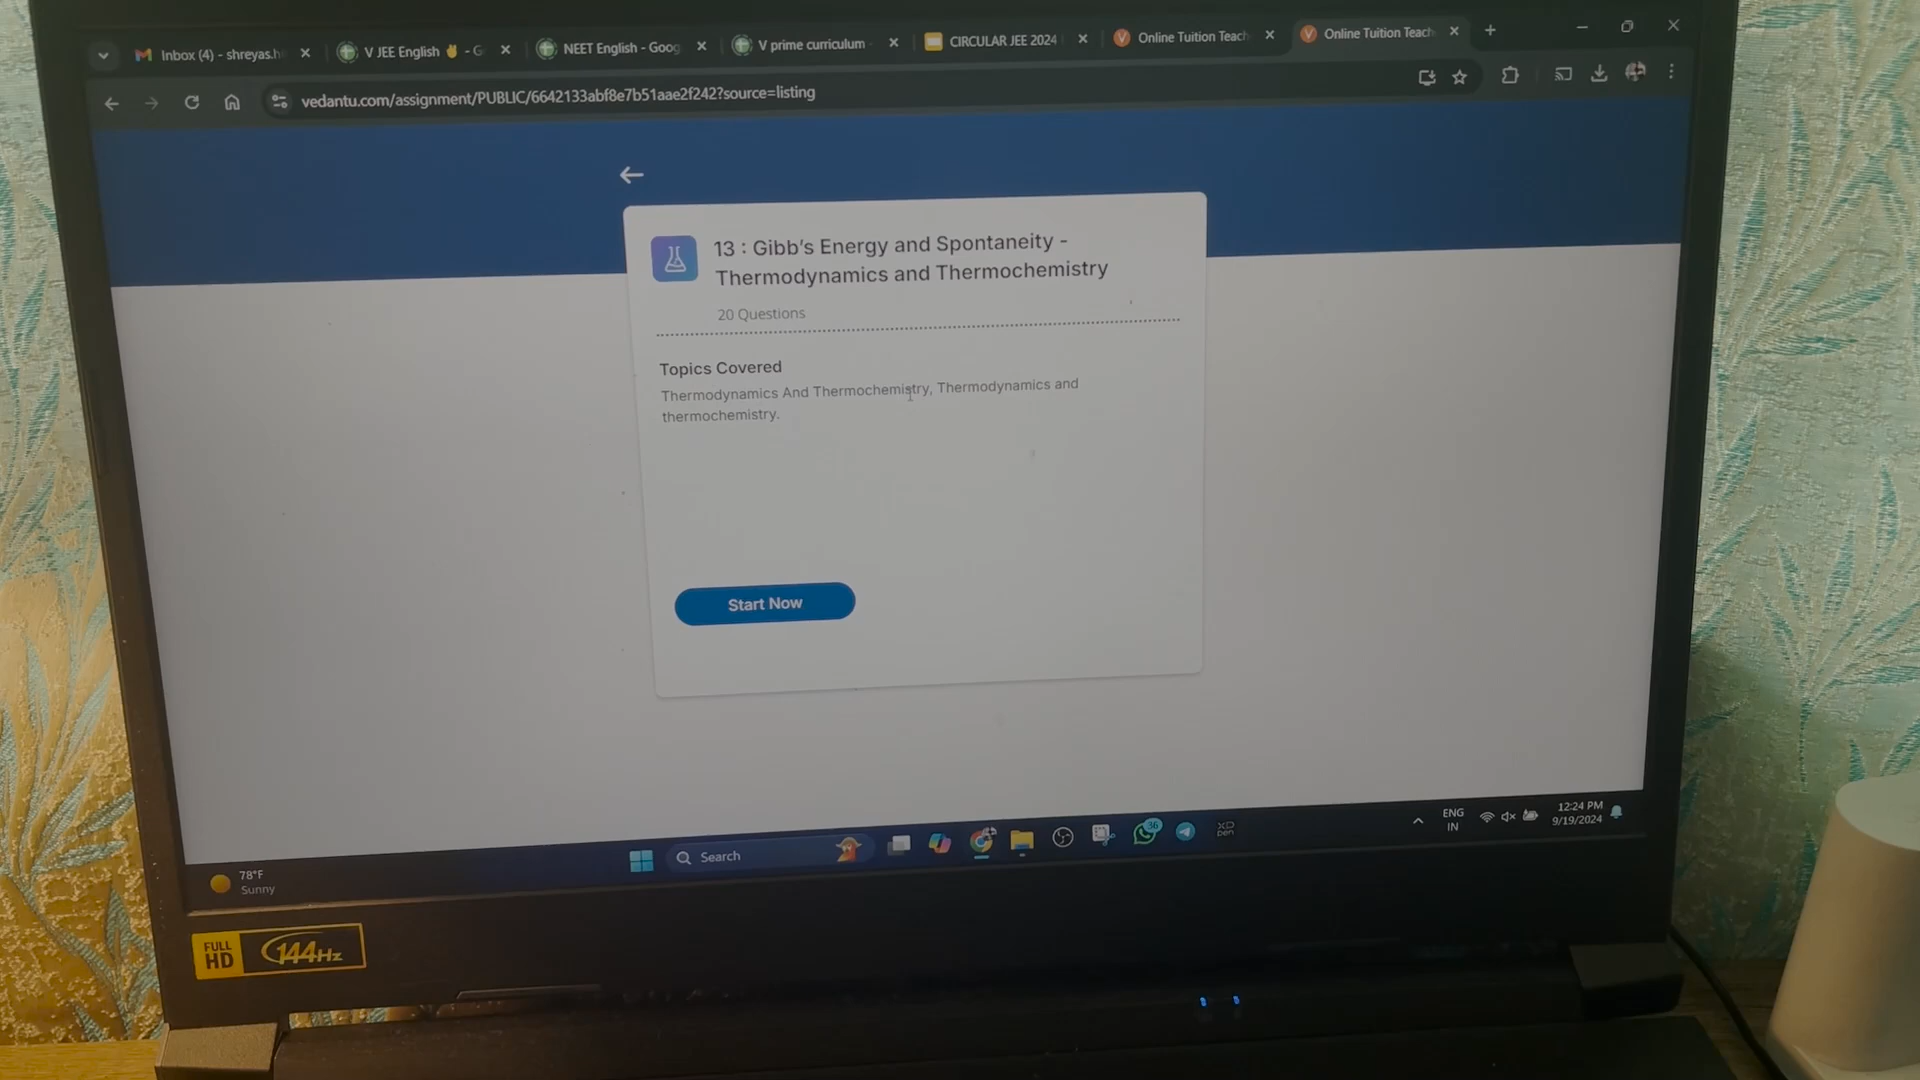 Inbox (4) - shreyas.h
V JEE English ✌ - G
NEET English - Goog
V prime curriculum -
CIRCULAR JEE 2024
Online Tuition Teach
Online Tuition Teach
vedantu.com/assignment/PUBLIC/6642133abf8e7b51aae2f242?source=listing
13 : Gibb's Energy and Spontaneity -
Thermodynamics and Thermochemistry
20 Questions
Topics Covered
Thermodynamics And Thermochemistry, Thermodynamics and
thermochemistry.
Start Now
78°F
Sunny
Search
36
XD
Den
ENG
IN
12:24 PM
9/19/2024
FULL
HD
144Hz